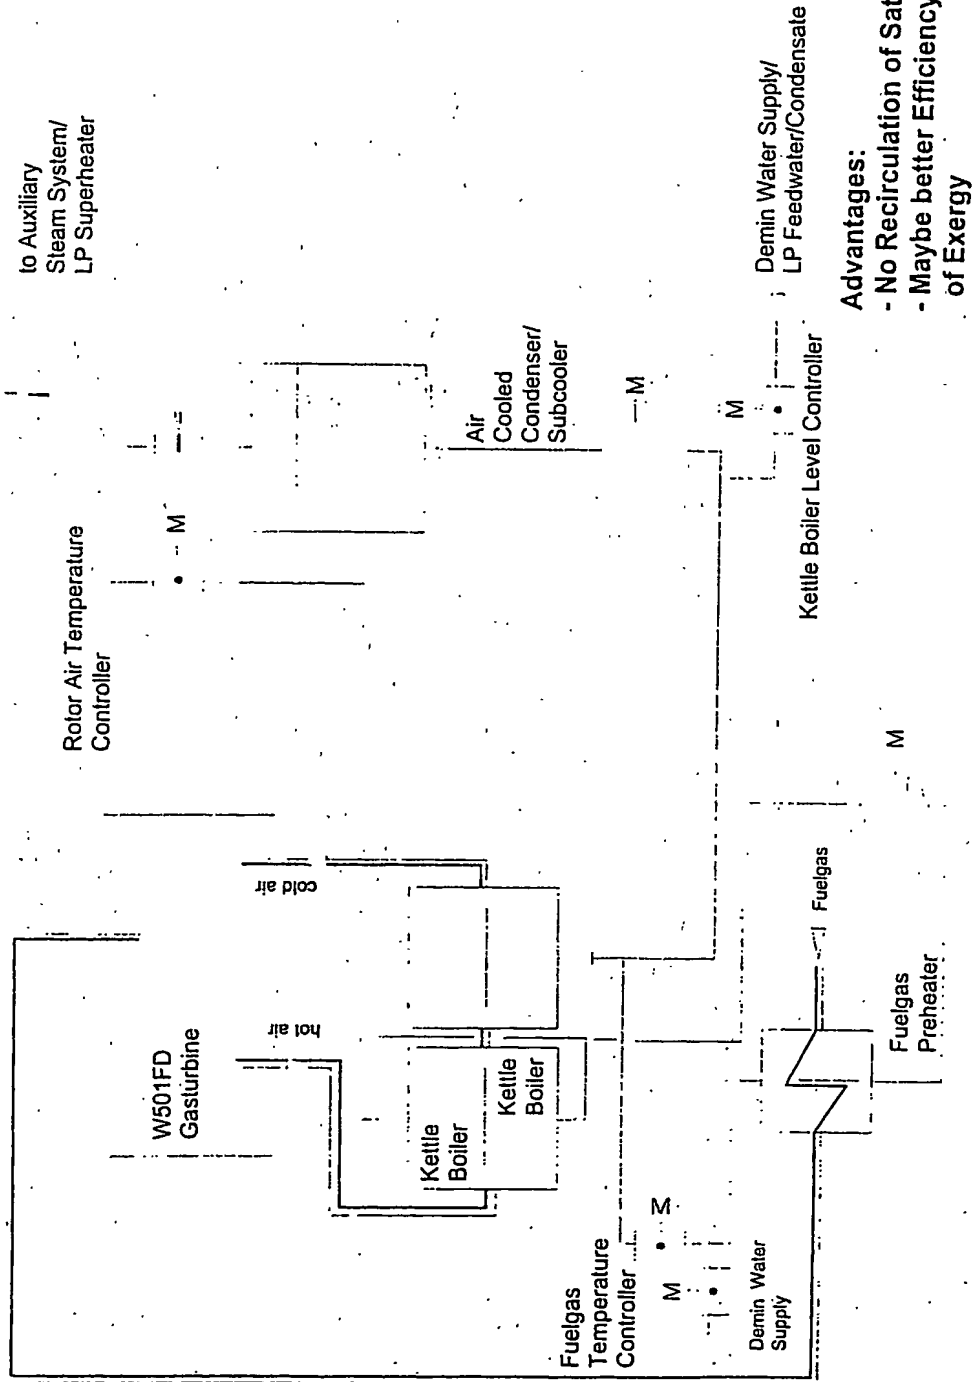 to Auxiliary
Steam System/
LP Superheater
Rotor Air Temperature
Controller
M
W501FD
Gasturbine
hot air
cold air
Air
Cooled
Condenser/
Subcooler
Kettle
Boiler
Kettle
Boiler
M
M
Demin Water Supply/
LP Feedwater/Condensate
Kettle Boiler Level Controller
Fuelgas
Temperature
Controller
M
M
Demin Water
Supply
Fuelgas
Fuelgas
Preheater
M
Advantages:
- No Recirculation of Sat
- Maybe better Efficiency
of Exergy